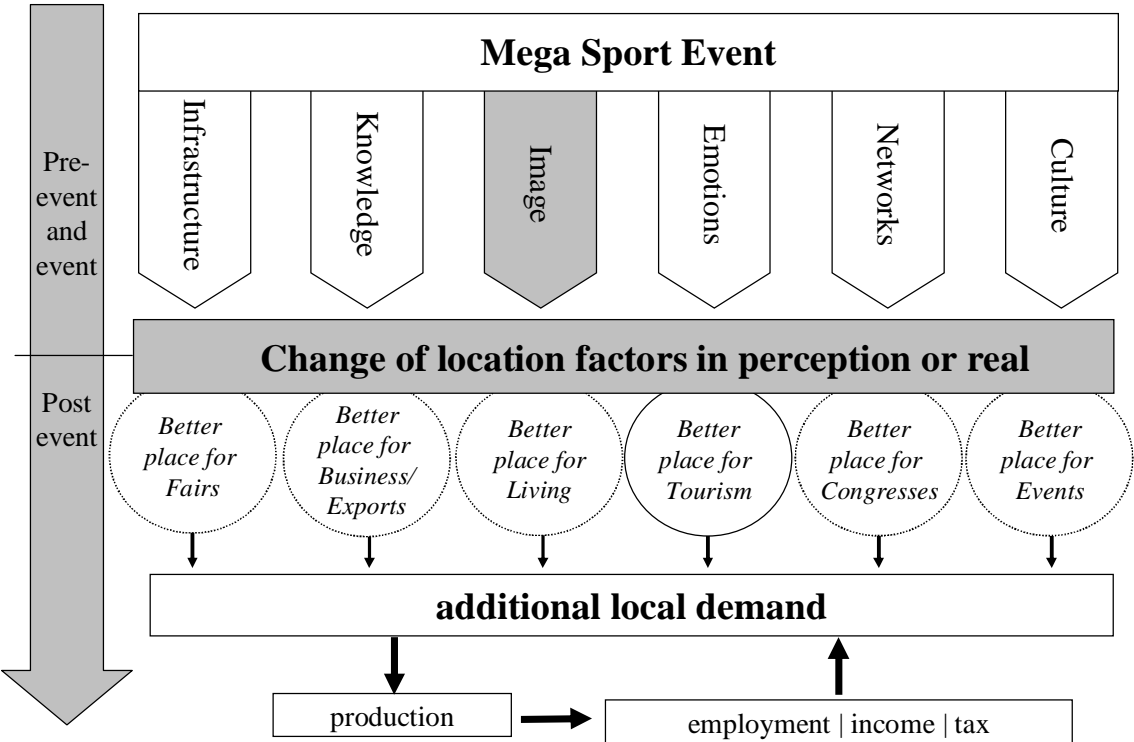 Mega Sport Event
Infrastructure
Knowledge
Image
Emotions
Networks
Culture
Pre-
event
and
event
Change of location factors in perception or real
Post
event
Better
place for
Fairs
Better
place for
Business/
Exports
Better
place for
Living
Better
place for
Tourism
Better
place for
Congresses
Better
place for
Events
additional local demand
production
employment | income | tax